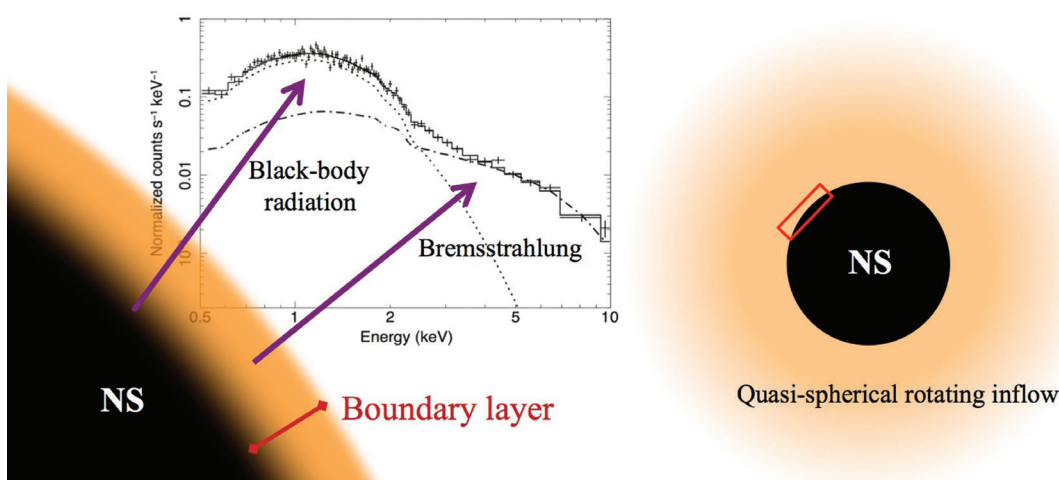 Normalized counts s⁻¹ keV⁻¹
1
0.1
0.01
Black-body
radiation
Bremsstrahlung
0.5
1
2
5
10
Energy (keV)
NS
Boundary layer
NS
Quasi-spherical rotating inflow